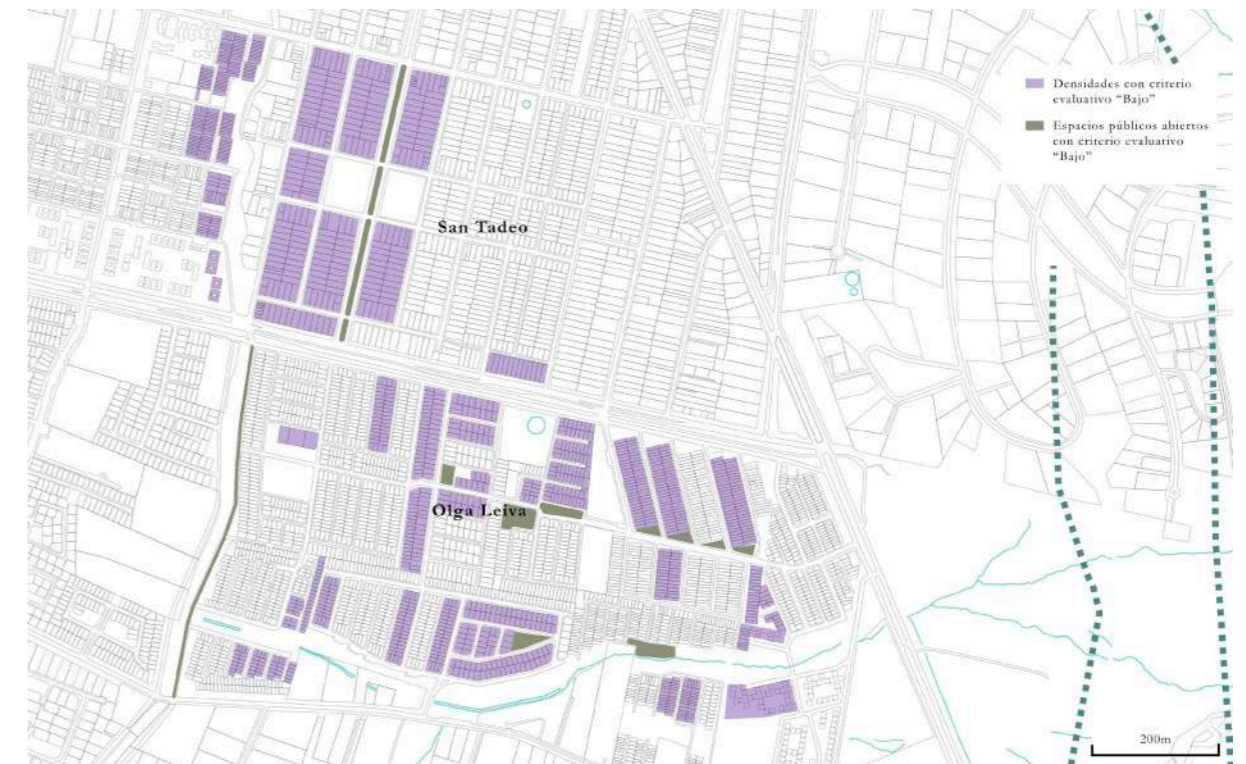 Densidades con criterio
evaluativo “Bajo”
Espacios públicos abiertos
con criterio evaluativo
“Bajo”
San Tadeo
Olga Leiva
200m